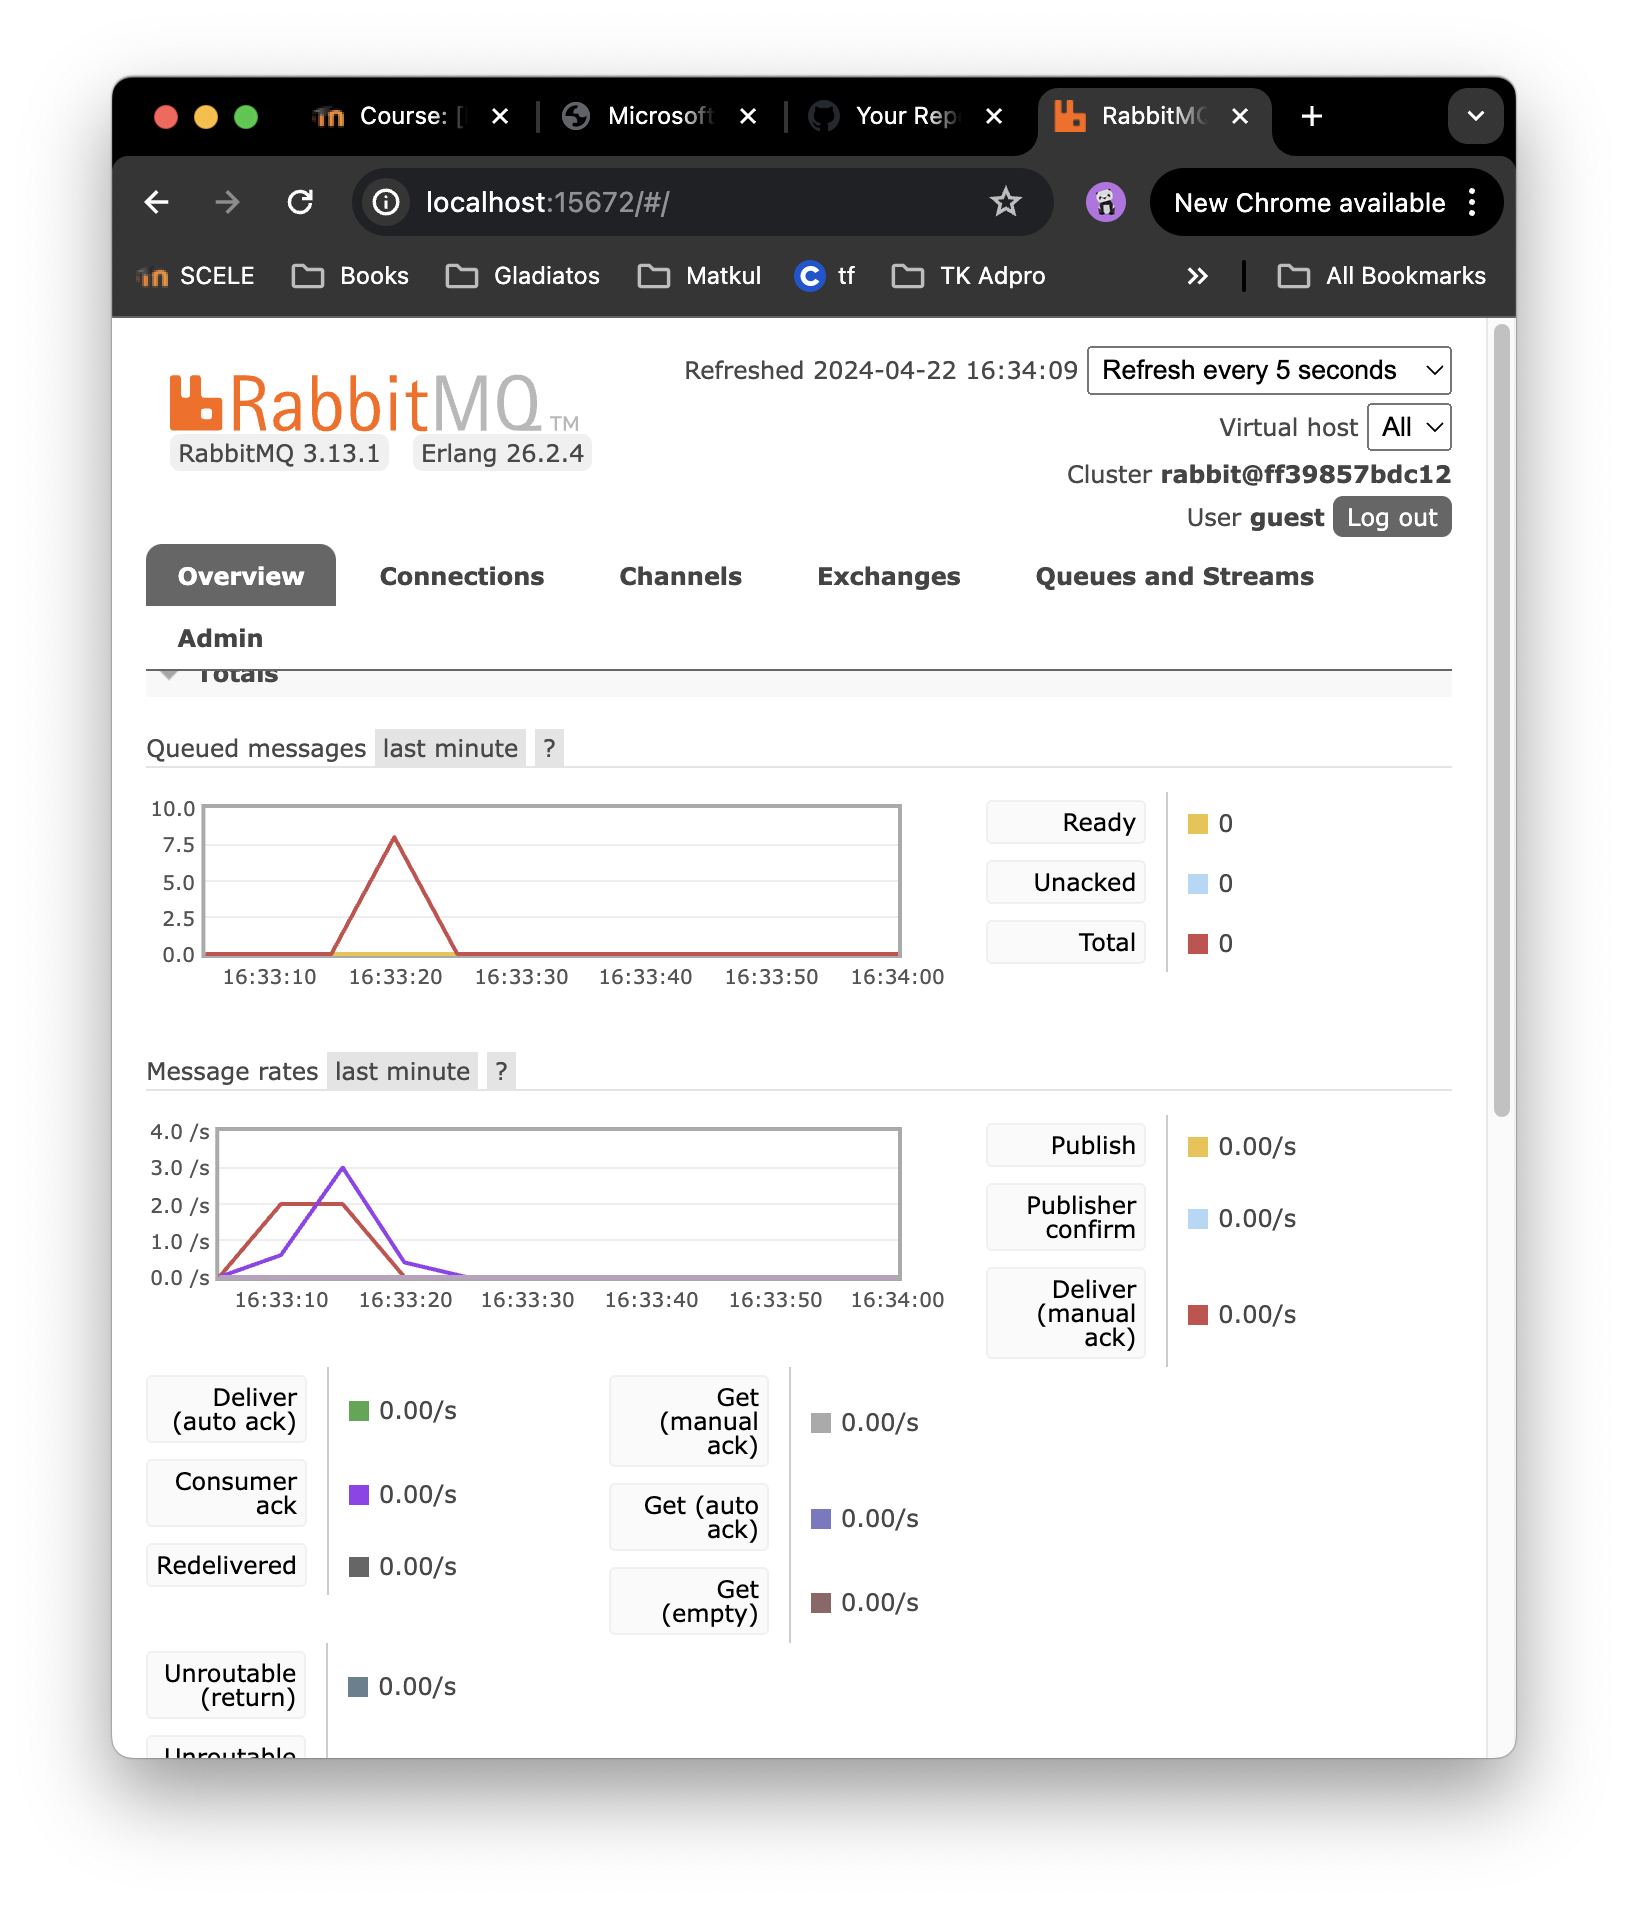 Course: [
Microsoft
Your Rep
RabbitMQ
localhost:15672/#/
New Chrome available
SCELE
Books
Gladiatos
Matkul
tf
TK Adpro
All Bookmarks
RabbitMQ TM
Refreshed 2024-04-22 16:34:09
Refresh every 5 seconds
RabbitMQ 3.13.1
Erlang 26.2.4
Virtual host
All
Cluster rabbit@ff39857bdc12
User guest
Log out
Overview
Connections
Channels
Exchanges
Queues and Streams
Admin
Totals
Queued messages last minute ?
10.0
7.5
5.0
2.5
0.0
16:33:10
16:33:20
16:33:30
16:33:40
16:33:50
16:34:00
Ready
0
Unacked
0
Total
0
Message rates last minute ?
4.0 /s
3.0 /s
2.0 /s
1.0 /s
0.0 /s
16:33:10
16:33:20
16:33:30
16:33:40
16:33:50
16:34:00
Publish
0.00/s
Publisher
confirm
0.00/s
Deliver
(manual
ack)
0.00/s
Deliver
(auto ack)
0.00/s
Consumer
ack
0.00/s
Redelivered
0.00/s
Get
(manual
ack)
0.00/s
Get (auto
ack)
0.00/s
Get
(empty)
0.00/s
Unroutable
(return)
0.00/s
Unroutable